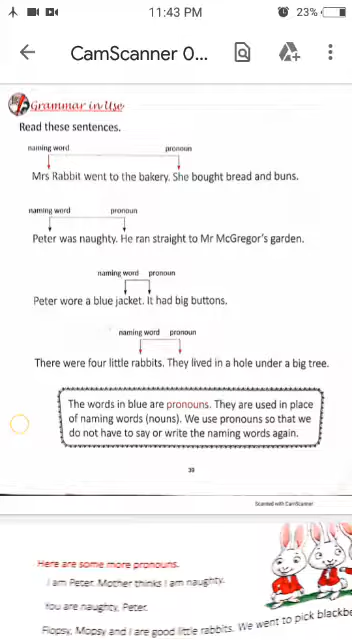 11:43 PM
23%
CamScanner 0...
Grammar in Use
Read these sentences.
naming word pronoun
Mrs Rabbit went to the bakery. She bought bread and buns.
naming word pronoun
Peter was naughty. He ran straight to Mr McGregor's garden.
naming word pronoun
Peter wore a blue jacket. It had big buttons.
naming word pronoun
There were four little rabbits. They lived in a hole under a big tree.
The words in blue are pronouns. They are used in place
of naming words (nouns). We use pronouns so that we
do not have to say or write the naming words again.
39
Scanned with CamScanner
Here are some more pronouns.
I am Peter. Mother thinks I am naughty.
You are naughty, Peter.
Flopsy, Mopsy and I are good little rabbits. We went to pick blackbe